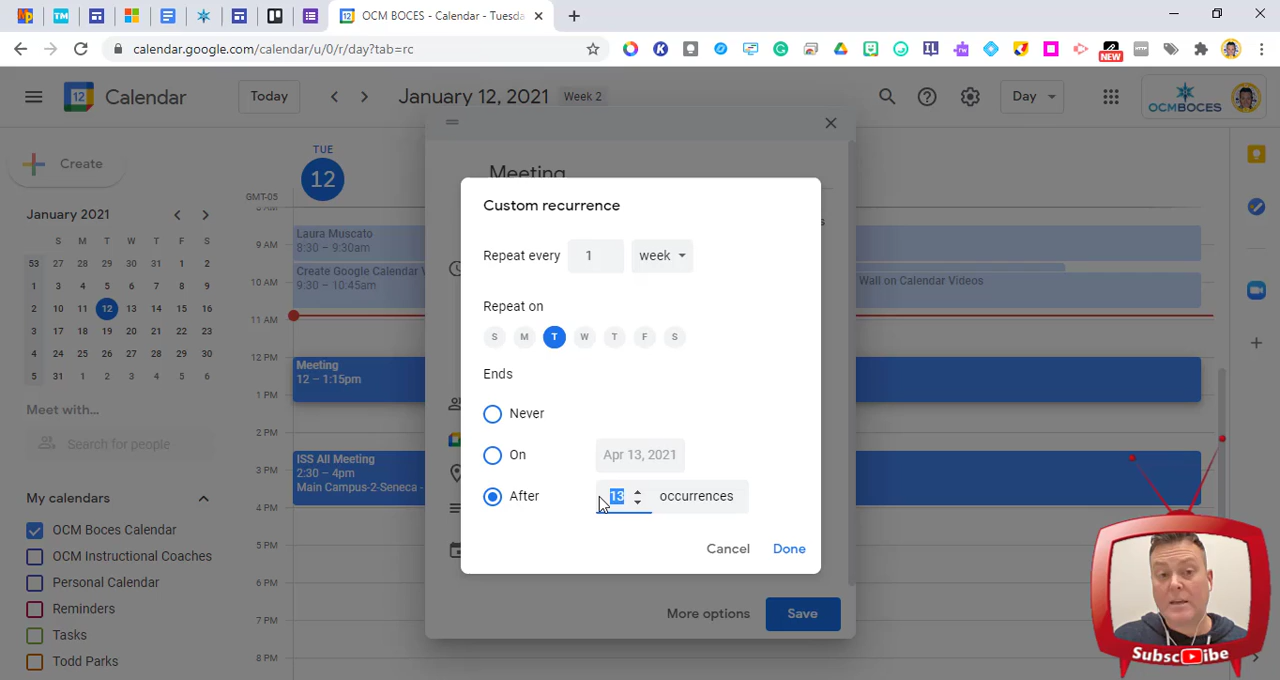 OCM BOCES - Calendar - Tuesda
calendar.google.com/calendar/u/0/r/day?tab=rc
NEW
Calendar
Today
January 12, 2021
Week 2
Day
OCMBOCES
Create
TUE
12
GMT-05
January 2021
S M T W T F S
53 27 28 29 30 31 1 2
1 3 4 5 6 7 8 9
2 10 11 12 13 14 15 16
3 17 18 19 20 21 22 23
4 24 25 26 27 28 29 30
5 31 1 2 3 4 5 6
Meet with...
Search for people
My calendars
OCM Boces Calendar
OCM Instructional Coaches
Personal Calendar
Reminders
Tasks
Todd Parks
9 AM
10 AM
11 AM
12 PM
1 PM
2 PM
3 PM
4 PM
5 PM
6 PM
7 PM
8 PM
Laura Muscato
8:30 – 9:30am
Create Google Calendar V
9:30 – 10:45am
Wall on Calendar Videos
Meeting
12 – 1:15pm
ISS All Meeting
2:30 – 4pm
Main Campus-2-Seneca -
Meeting
Custom recurrence
Repeat every 1 week
Repeat on
S M T W T F S
Ends
Never
On Apr 13, 2021
After 13 occurrences
Cancel Done
More options Save
Subscribe